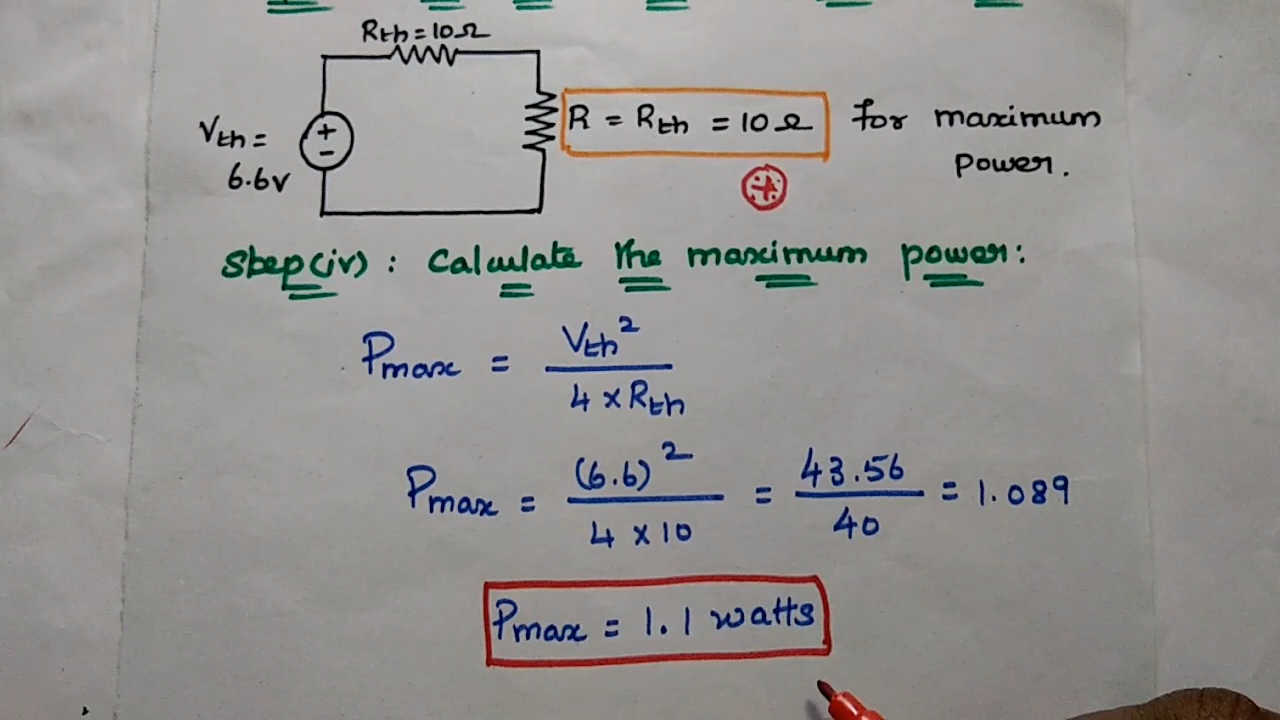 Rth = 10Ω
Vth =
6.6V
+
-
R = Rth = 10Ω for maximum
power.
Step(iv) : Calculate the maximum power:
Pmax = Vth² / 4 x Rth
Pmax = (6.6)² / 4 x 10 = 43.56 / 40 = 1.089
Pmax = 1.1 watts